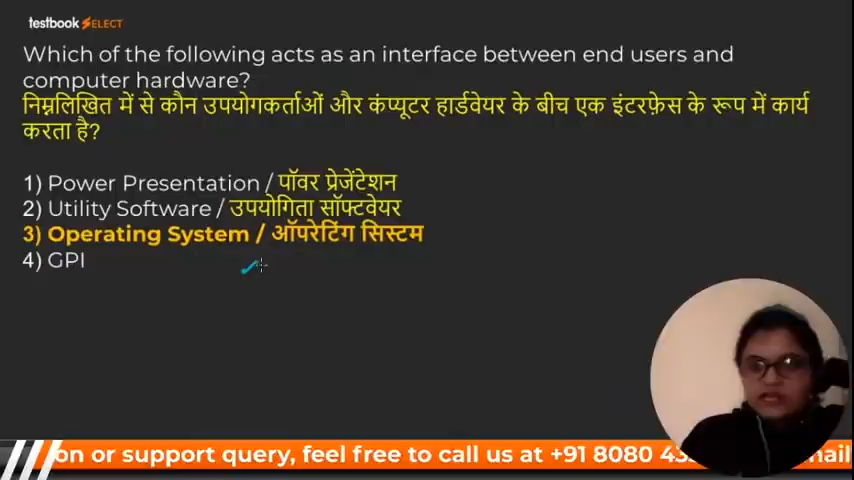 testbook SELECT
Which of the following acts as an interface between end users and
computer hardware?
निम्नलिखित में से कौन उपयोगकर्ताओं और कंप्यूटर हार्डवेयर के बीच एक इंटरफ़ेस के रूप में कार्य
करता है?
1) Power Presentation / पॉवर प्रेजेंटेशन
2) Utility Software / उपयोगिता सॉफ्टवेयर
3) Operating System / ऑपरेटिंग सिस्टम
4) GPI
on or support query, feel free to call us at +91 8080 43 mail